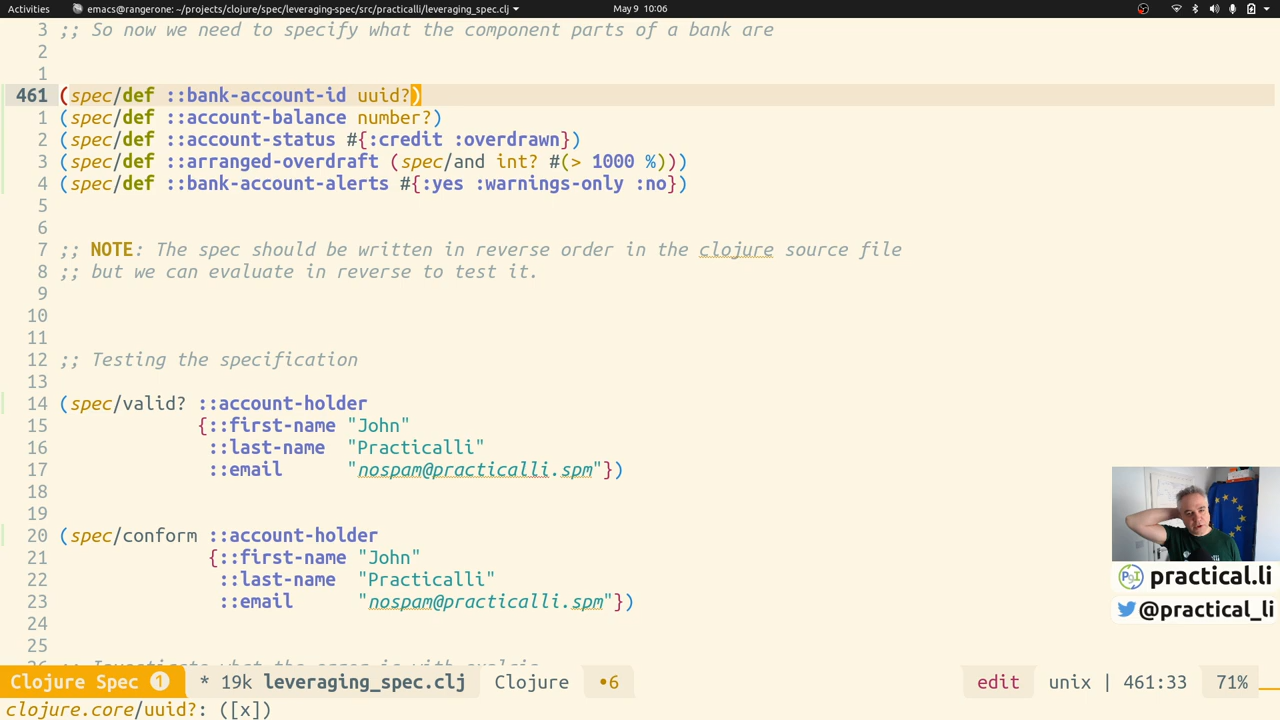 Activities emacs@rangerone: ~/projects/clojure/spec/leveraging-spec/src/practicalli/leveraging_spec.clj May 9 10:06
3 ;; So now we need to specify what the component parts of a bank are
2
1
461 (spec/def ::bank-account-id uuid?)
1 (spec/def ::account-balance number?)
2 (spec/def ::account-status #{:credit :overdrawn})
3 (spec/def ::arranged-overdraft (spec/and int? #(> 1000 %)))
4 (spec/def ::bank-account-alerts #{:yes :warnings-only :no})
5
6
7 ;; NOTE: The spec should be written in reverse order in the clojure source file
8 ;; but we can evaluate in reverse to test it.
9
10
11
12 ;; Testing the specification
13
14 (spec/valid? ::account-holder
15 {::first-name "John"
16 ::last-name "Practicalli"
17 ::email "nospam@practicalli.spm"})
18
19
20 (spec/conform ::account-holder
21 {::first-name "John"
22 ::last-name "Practicalli"
23 ::email "nospam@practicalli.spm"})
24
25
practical.li
@practical_li
Clojure Spec 1 * 19k leveraging_spec.clj Clojure •6 edit unix | 461:33 71%
clojure.core/uuid?: ([x])